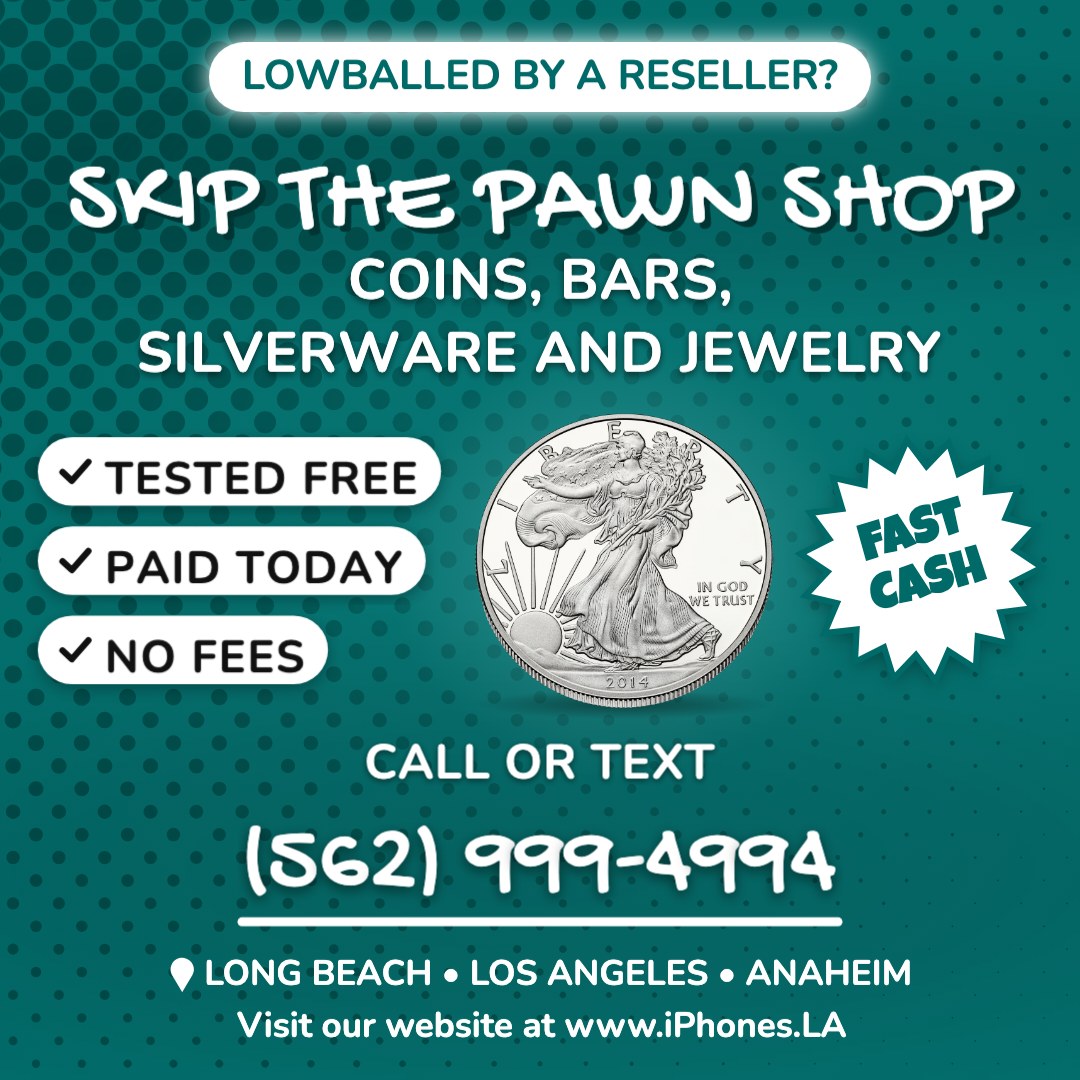 LOWBALLED BY A RESELLER?
SKIP THE PAWN SHOP
COINS, BARS,
SILVERWARE AND JEWELRY
✓ TESTED FREE
✓ PAID TODAY
✓ NO FEES
LIBERTY
IN GOD
WE TRUST
2014
FAST
CASH
CALL OR TEXT
(562) 999-4994
LONG BEACH • LOS ANGELES • ANAHEIM
Visit our website at www.iPhones.LA